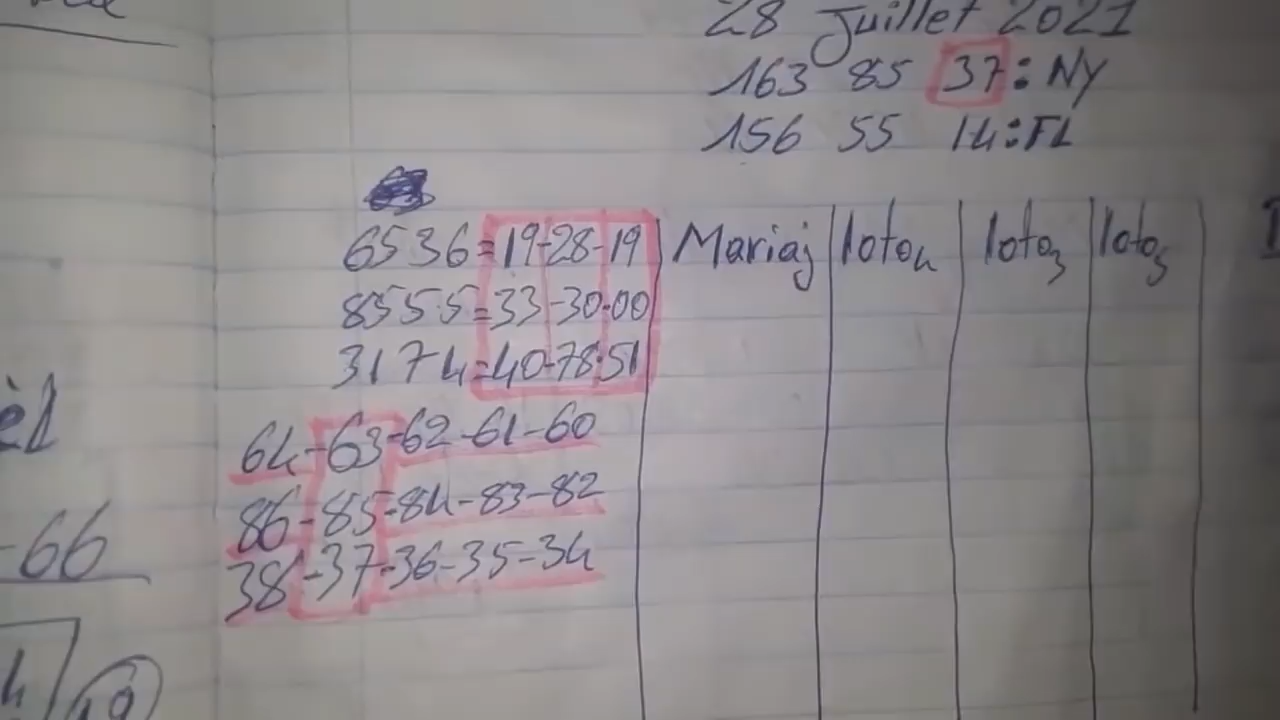 28 Juillet 2021
163 85 37 : NY
156 55 14 : FL
6536 = 19-28-19 Mariaj loto4 loto3 loto5
8555 = 33-30-00
3174 = 40-78-51
64-63-62-61-60
86-85-84-83-82
38-37-36-35-34
èl
-66
19